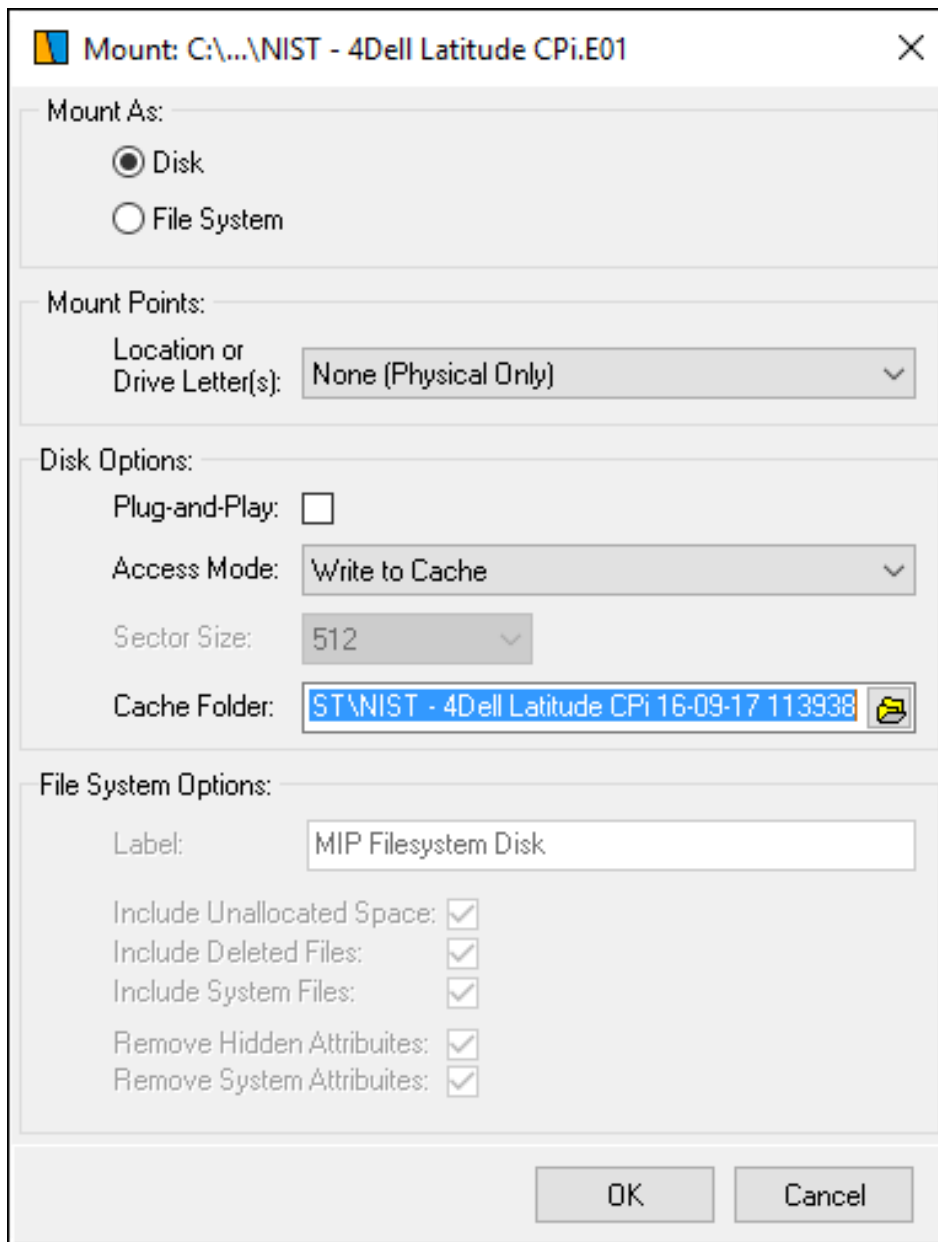 Mount: C:\...\NIST - 4Dell Latitude CPi.E01
Mount As:
Disk
File System
Mount Points:
Location or
Drive Letter(s):
None (Physical Only)
Disk Options:
Plug-and-Play:
Access Mode:
Write to Cache
Sector Size:
512
Cache Folder:
ST\NIST - 4Dell Latitude CPi 16-09-17 113938
File System Options:
Label:
MIP Filesystem Disk
Include Unallocated Space:
Include Deleted Files:
Include System Files:
Remove Hidden Attribuites:
Remove System Attribuites:
OK
Cancel